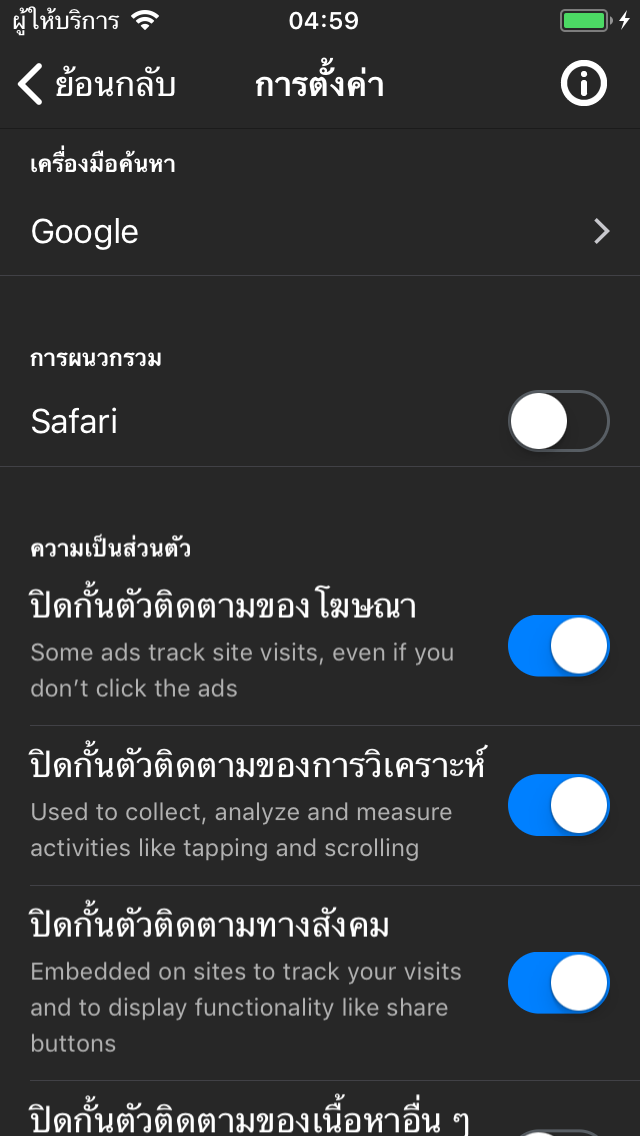 ผู้ให้บริการ 04:59
ย้อนกลับ การตั้งค่า
เครื่องมือค้นหา
Google
การผนวกรวม
Safari
ความเป็นส่วนตัว
ปิดกั้นตัวติดตามของโฆษณา
Some ads track site visits, even if you
don’t click the ads
ปิดกั้นตัวติดตามของการวิเคราะห์
Used to collect, analyze and measure
activities like tapping and scrolling
ปิดกั้นตัวติดตามทางสังคม
Embedded on sites to track your visits
and to display functionality like share
buttons
ปิดกั้นตัวติดตามของเนื้อหาอื่น ๆ